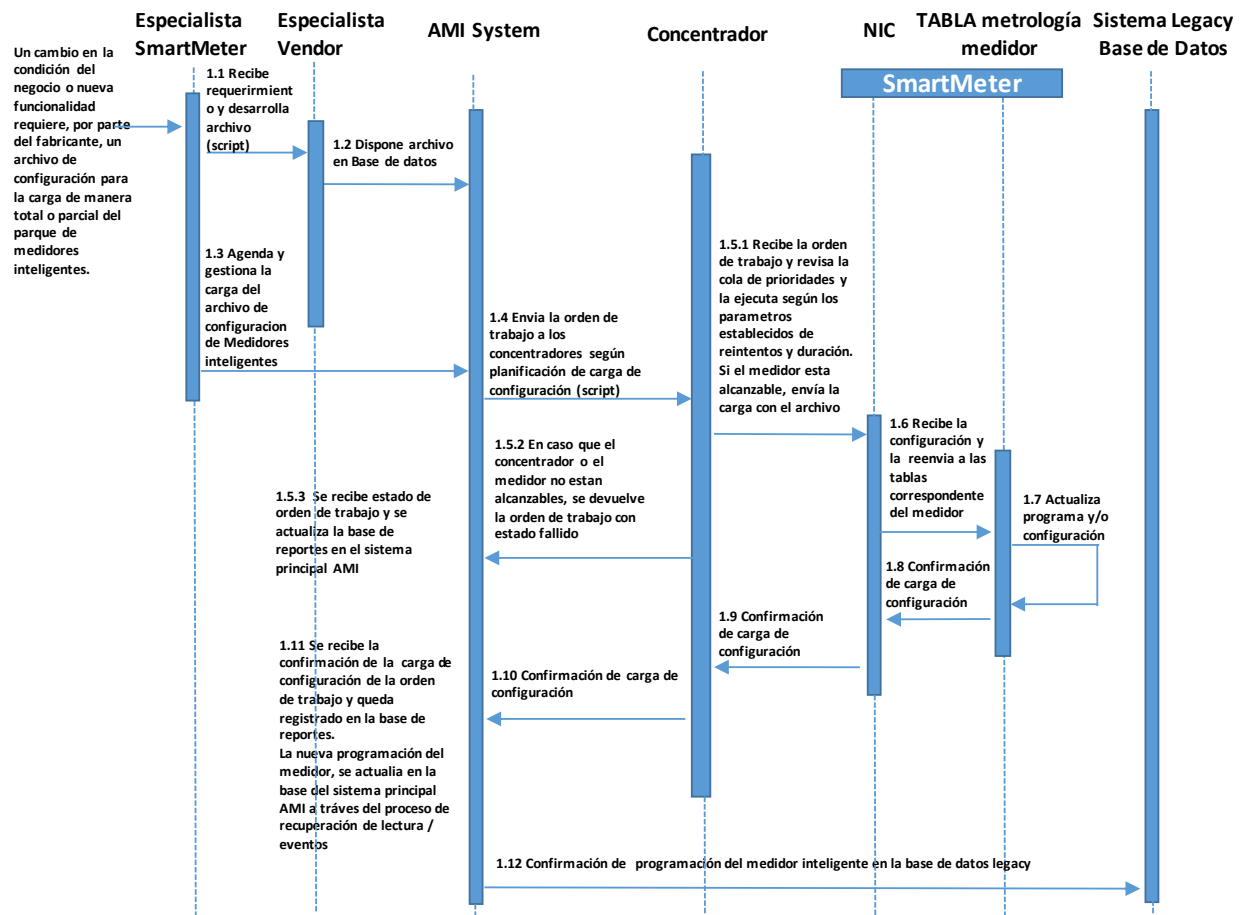 Especialista
SmartMeter
Especialista
Vendor
AMI System
Concentrador
NIC
TABLA metrología
medidor
Sistema Legacy
Base de Datos
SmartMeter
Un cambio en la
condición del
negocio o nueva
funcionalidad
requiere, por parte
del fabricante, un
archivo de
configuración para
la carga de manera
total o parcial del
parque de
medidores
inteligentes.
1.1 Recibe
requerirmient
o y desarrolla
archivo
(script)
1.2 Dispone archivo
en Base de datos
1.3 Agenda y
gestiona la
carga del
archivo de
configuracion
de Medidores
inteligentes
1.4 Envia la orden de
trabajo a los
concentradores según
planificación de carga de
configuración (script)
1.5.1 Recibe la orden
de trabajo y revisa la
cola de prioridades y
la ejecuta según los
parametros
establecidos de
reintentos y duración.
Si el medidor esta
alcanzable, envía la
carga con el archivo
1.5.2 En caso que el
concentrador o el
medidor no estan
alcanzables, se devuelve
la orden de trabajo con
estado fallido
1.5.3 Se recibe estado de
orden de trabajo y se
actualiza la base de
reportes en el sistema
principal AMI
1.6 Recibe la
configuración y
la reenvia a las
tablas
correspondente
del medidor
1.7 Actualiza
programa y/o
configuración
1.8 Confirmación
de carga de
configuración
1.9 Confirmación
de carga de
configuración
1.10 Confirmación de carga de
configuración
1.11 Se recibe la
confirmación de la carga de
configuración de la orden
de trabajo y queda
registrado en la base de
reportes.
La nueva programación del
medidor, se actualia en la
base del sistema principal
AMI a tráves del proceso de
recuperación de lectura /
eventos
1.12 Confirmación de programación del medidor inteligente en la base de datos legacy